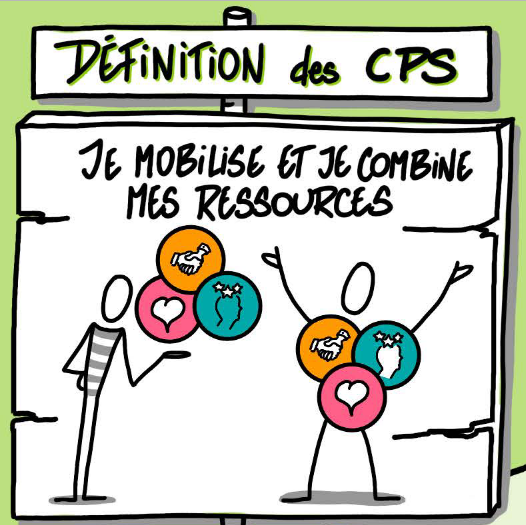 DÉFINITION des CPS
JE MOBILISE ET JE COMBINE
MES RESSOURCES